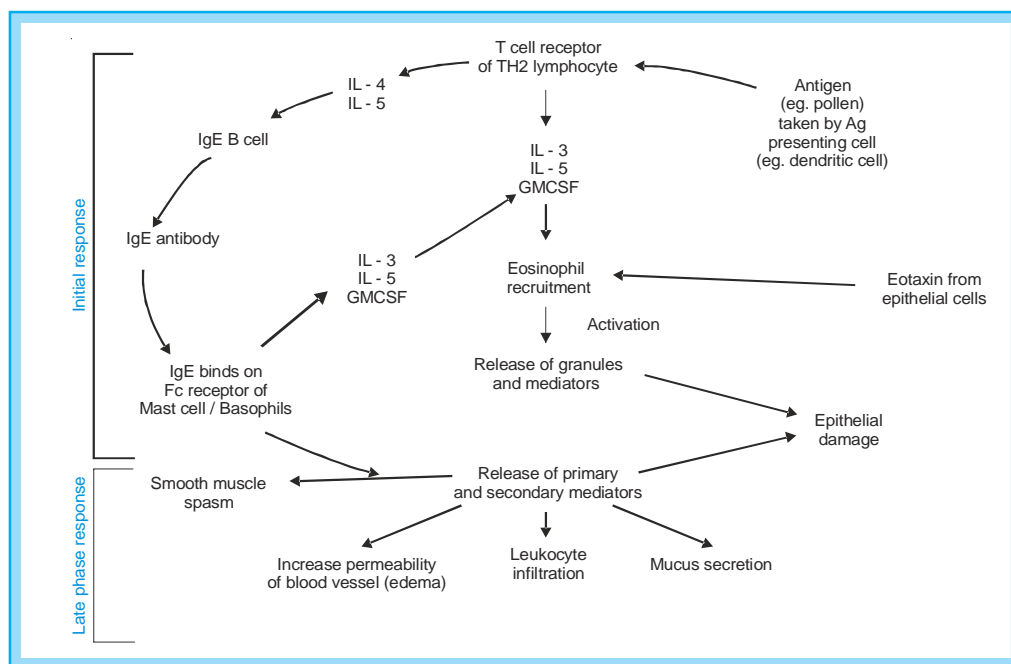 T cell receptor
of TH2 lymphocyte
IL - 4
IL - 5
Antigen
(eg. pollen)
taken by Ag
presenting cell
(eg. dendritic cell)
IgE B cell
IL - 3
IL - 5
GMCSF
IgE antibody
IL - 3
IL - 5
GMCSF
Eosinophil
recruitment
Eotaxin from
epithelial cells
Activation
Initial response
IgE binds on
Fc receptor of
Mast cell / Basophils
Release of granules
and mediators
Epithelial
damage
Smooth muscle
spasm
Release of primary
and secondary mediators
Late phase response
Increase permeability
of blood vessel (edema)
Leukocyte
infiltration
Mucus secretion